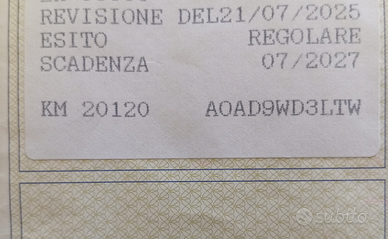 REVISIONE DEL21/07/2025
ESITO REGOLARE
SCADENZA 07/2027
KM 20120 AOAD9WD3LTW
subito